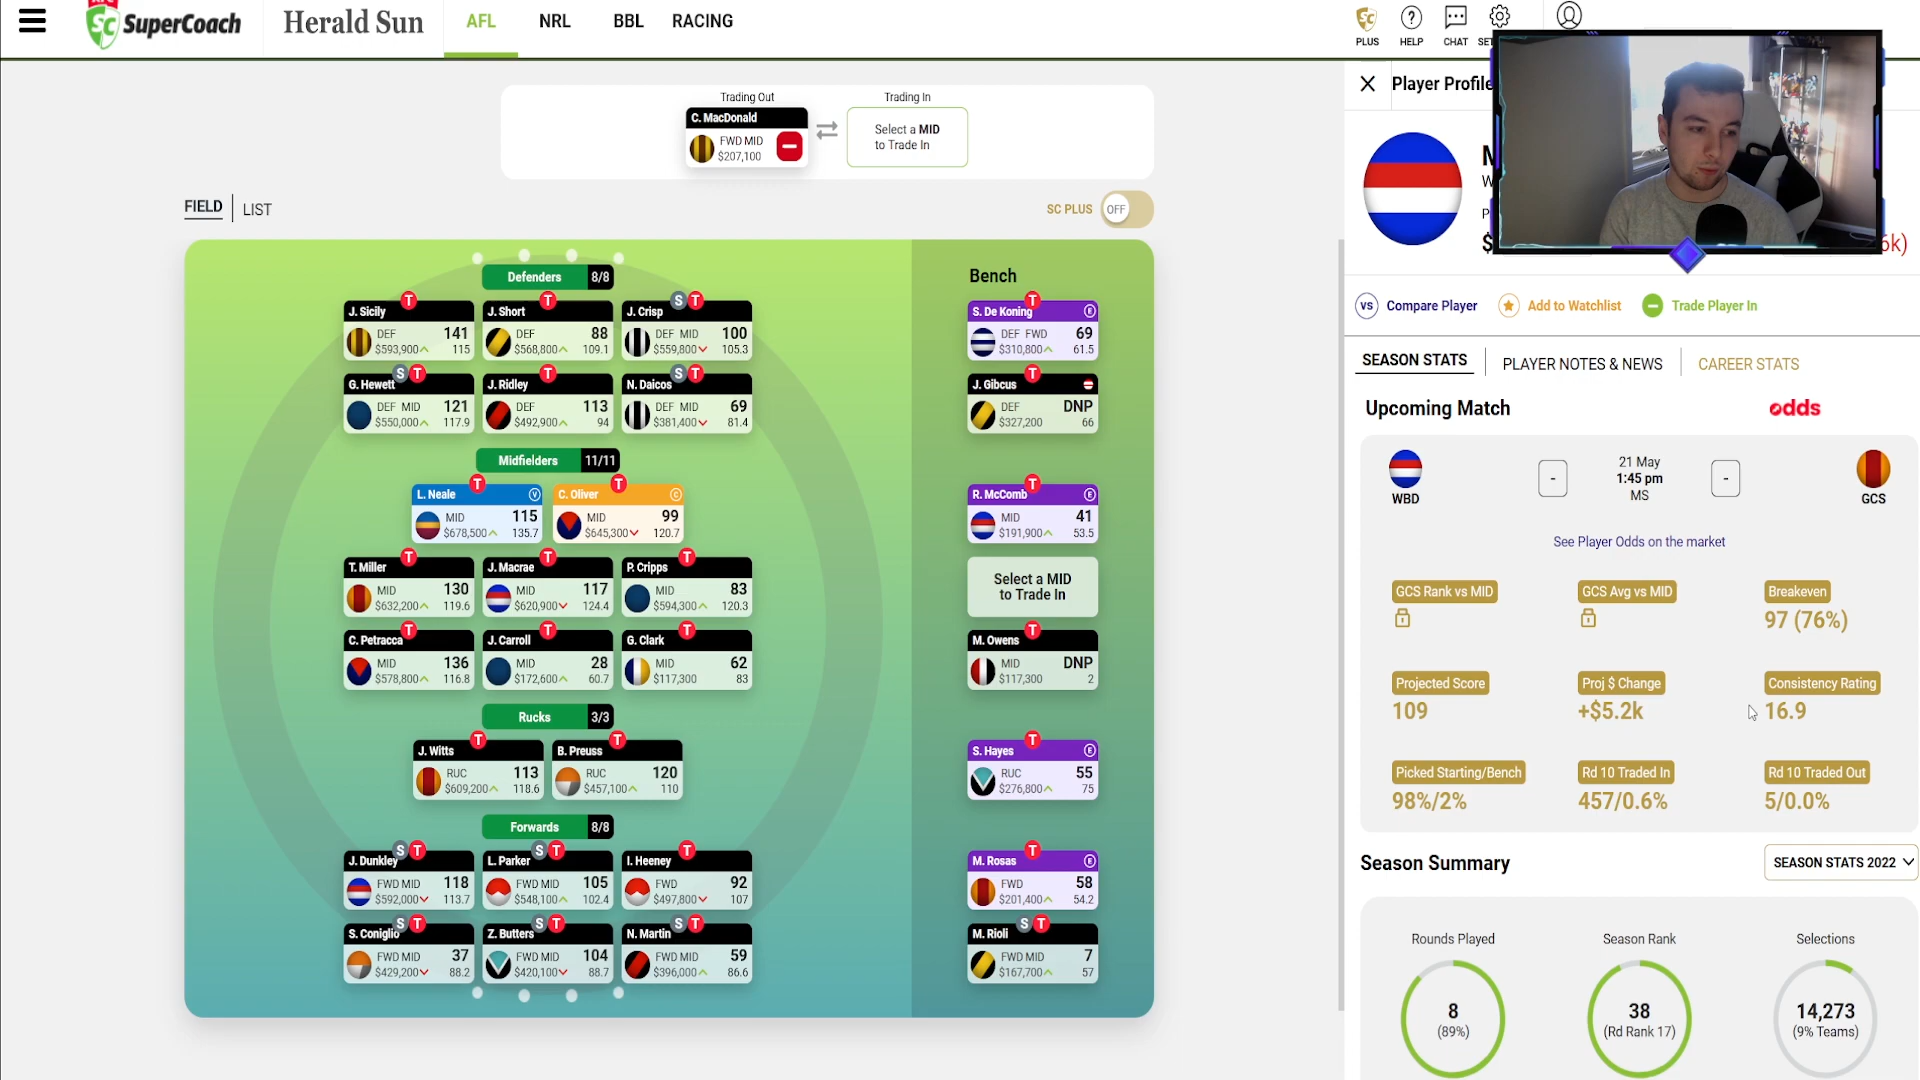 SuperCoach
Herald Sun
AFL NRL BBL RACING
PLUS HELP CHAT
Trading Out Trading In
C. MacDonald
FWD MID
$207,100
Select a MID
to Trade In
FIELD LIST
SC PLUS OFF
Defenders 8/8
Bench
J. Sicily T
DEF 141
$593,900 115
J. Short T
DEF 88
$568,800 109.1
J. Crisp S T
DEF MID 100
$559,800 105.3
S. De Koning T E
DEF FWD 69
$310,800 61.5
G. Hewett S T
DEF MID 121
$550,000 117.9
J. Ridley T
DEF 113
$492,900 94
N. Daicos S T
DEF MID 69
$381,400 81.4
J. Gibcus T
DEF DNP
$327,200 66
Midfielders 11/11
L. Neale T V
MID 115
$678,500 135.7
C. Oliver T C
MID 99
$645,300 120.7
R. McComb T E
MID 41
$191,900 53.5
T. Miller T
MID 130
$632,200 119.6
J. Macrae T
MID 117
$620,900 124.4
P. Cripps T
MID 83
$594,300 120.3
Select a MID
to Trade In
C. Petracca T
MID 136
$578,800 116.8
J. Carroll T
MID 28
$172,600 60.7
G. Clark T
MID 62
$117,300 83
M. Owens T
MID DNP
$117,300 2
Rucks 3/3
J. Witts T
RUC 113
$609,200 118.6
B. Preuss T
RUC 120
$457,100 110
S. Hayes T E
RUC 55
$276,800 75
Forwards 8/8
J. Dunkley S T
FWD MID 118
$592,000 113.7
L. Parker S T
FWD MID 105
$548,100 102.4
I. Heeney T
FWD 92
$497,800 107
M. Rosas T E
FWD 58
$201,400 54.2
S. Coniglio S T
FWD MID 37
$429,200 88.2
Z. Butters S T
FWD MID 104
$420,100 88.7
N. Martin S T
FWD MID 59
$396,000 86.6
M. Rioli S T
FWD MID 7
$167,700 57
Player Profile
VS Compare Player Add to Watchlist Trade Player In
SEASON STATS PLAYER NOTES & NEWS CAREER STATS
Upcoming Match odds
WBD - 21 May - GCS
1:45 pm
MS
See Player Odds on the market
GCS Rank vs MID GCS Avg vs MID Breakeven
97 (76%)
Projected Score Proj $ Change Consistency Rating
109 +$5.2k 16.9
Picked Starting/Bench Rd 10 Traded In Rd 10 Traded Out
98%/2% 457/0.6% 5/0.0%
Season Summary SEASON STATS 2022
Rounds Played Season Rank Selections
8 38 14,273
(89%) (Rd Rank 17) (9% Teams)